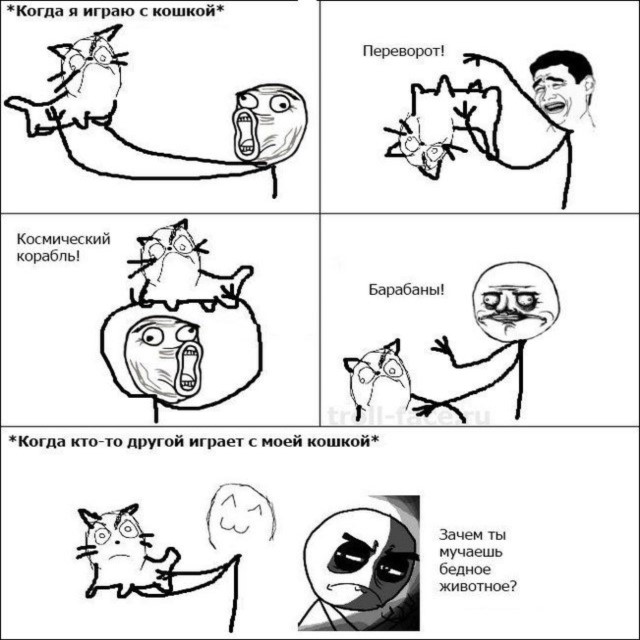 *Когда я играю с кошкой*
Переворот!
Космический
корабль!
Барабаны!
troll-face.ru
*Когда кто-то другой играет с моей кошкой*
Зачем ты
мучаешь
бедное
животное?